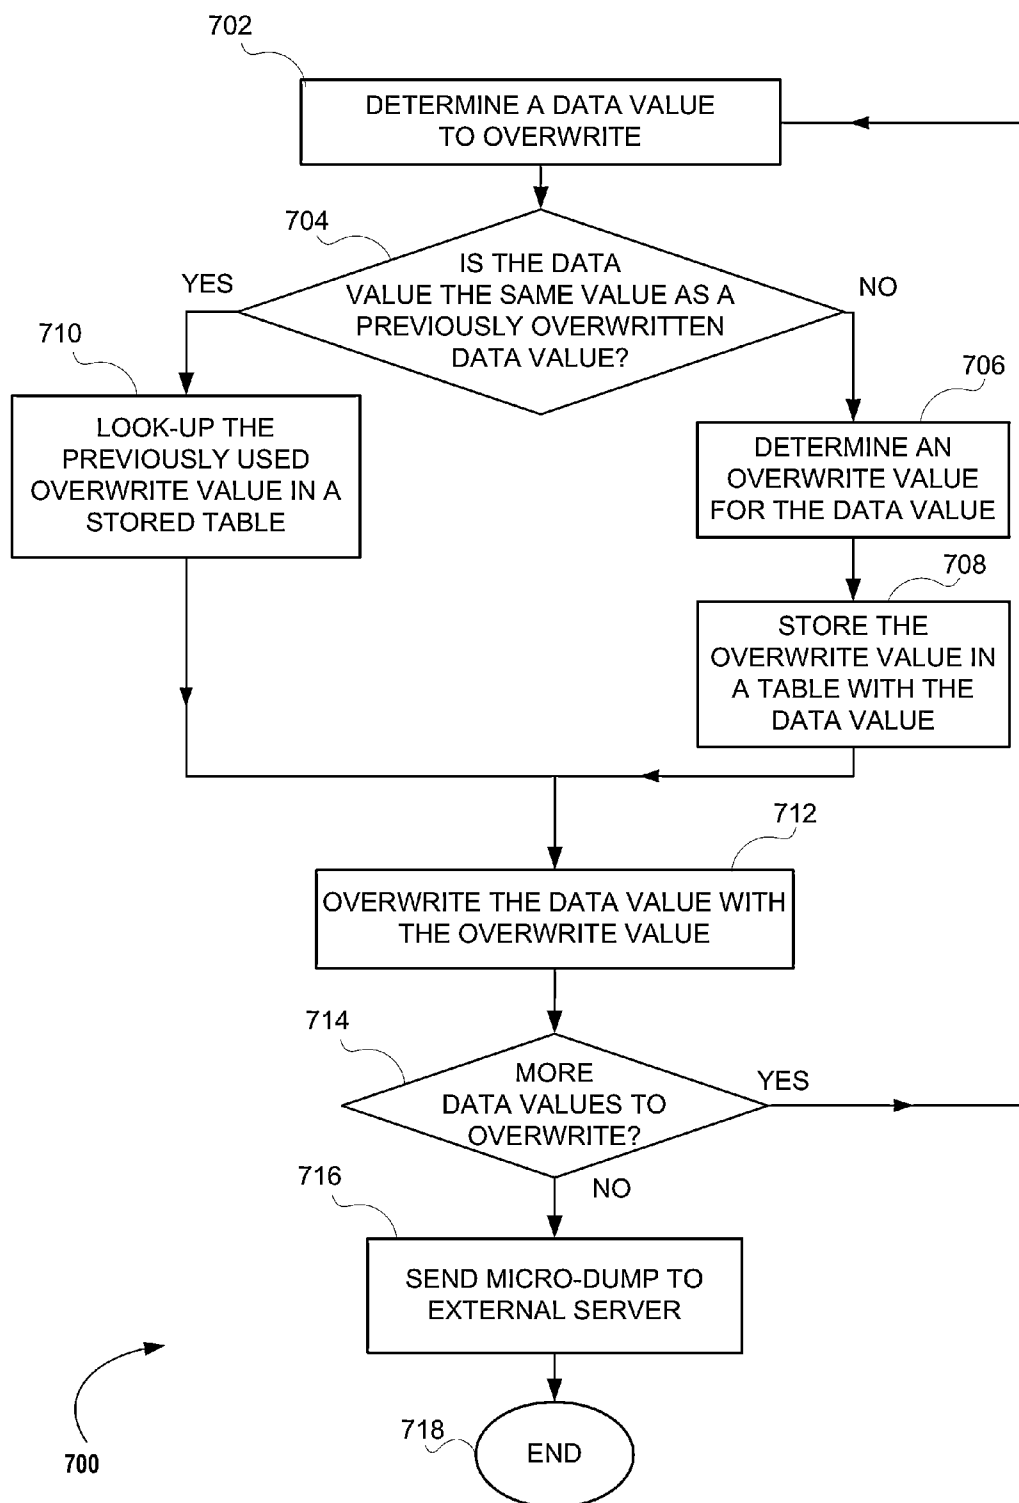 702
DETERMINE A DATA VALUE
TO OVERWRITE
704
IS THE DATA
VALUE THE SAME VALUE AS A
PREVIOUSLY OVERWRITTEN
DATA VALUE?
YES
NO
710
LOOK-UP THE
PREVIOUSLY USED
OVERWRITE VALUE IN A
STORED TABLE
706
DETERMINE AN
OVERWRITE VALUE
FOR THE DATA VALUE
708
STORE THE
OVERWRITE VALUE IN
A TABLE WITH THE
DATA VALUE
712
OVERWRITE THE DATA VALUE WITH
THE OVERWRITE VALUE
714
MORE
DATA VALUES TO
OVERWRITE?
YES
NO
716
SEND MICRO-DUMP TO
EXTERNAL SERVER
718
END
700